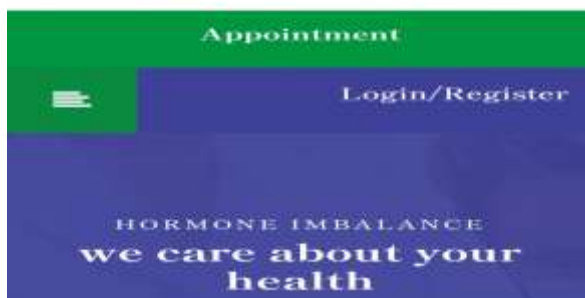 Appointment
Login/Register
HORMONE IMBALANCE
we care about your
health